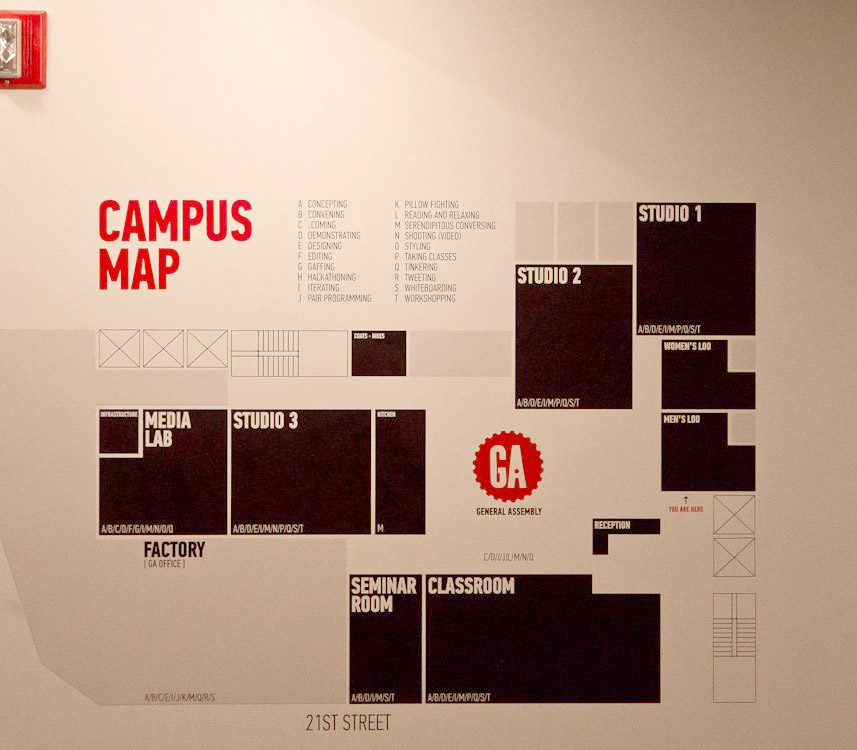 CAMPUS
MAP
A CONCEPTING
B CONVENING
C .COMING
D DEMONSTRATING
E DESIGNING
F EDITING
G GAFFING
H HACKATHONING
I ITERATING
J PAIR PROGRAMMING
K PILLOW FIGHTING
L READING AND RELAXING
M SERENDIPITOUS CONVERSING
N SHOOTING (VIDEO)
O STYLING
P TAKING CLASSES
Q TINKERING
R TWEETING
S WHITEBOARDING
T WORKSHOPPING
STUDIO 1
A/B/D/E/I/M/P/Q/S/T
STUDIO 2
A/B/D/E/I/M/P/Q/S/T
COATS + BIKES
WOMEN'S LOO
MEN'S LOO
YOU ARE HERE
INFRASTRUCTURE
MEDIA
LAB
A/B/C/D/F/G/I/M/N/O/Q
STUDIO 3
A/B/D/E/I/M/N/P/Q/S/T
KITCHEN
M
GA
GENERAL ASSEMBLY
RECEPTION
C/D/I/J/L/M/N/Q
FACTORY
[ GA OFFICE ]
A/B/C/E/I/J/K/M/Q/R/S
SEMINAR
ROOM
A/B/D/I/M/S/T
CLASSROOM
A/B/D/E/I/M/P/Q/S/T
21ST STREET